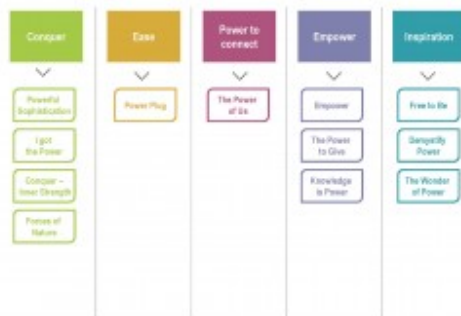 Conquer
Ease
Power to
connect
Empower
Inspiration
Powerful
Sophistication
I got
the Power
Conquer –
Inner Strength
Forces of
Nature
Power Plug
The Power
of Us
Empower
The Power
to Give
Knowledge
is Power
Free to Be
Demystify
Power
The Wonder
of Power